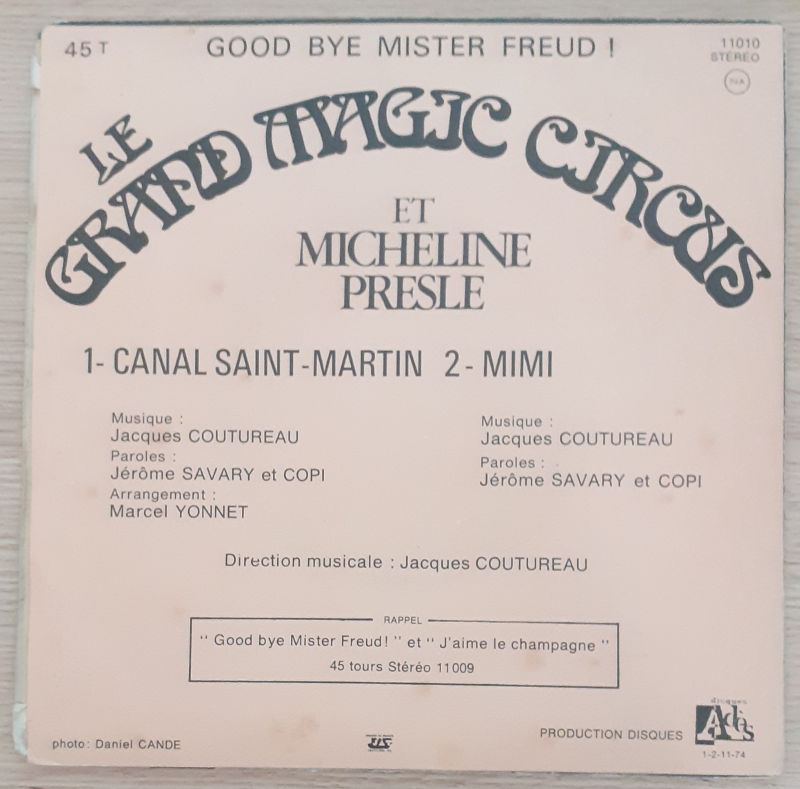 45 T GOOD BYE MISTER FREUD ! 11010
STÉRÉO
LE
GRAND MAGIC CIRCUS
ET
MICHELINE
PRESLE
1- CANAL SAINT-MARTIN 2- MIMI
Musique :
Jacques COUTUREAU
Paroles :
Jérôme SAVARY et COPI
Arrangement :
Marcel YONNET
Musique :
Jacques COUTUREAU
Paroles :
Jérôme SAVARY et COPI
Direction musicale : Jacques COUTUREAU
RAPPEL
“ Good bye Mister Freud! ” et “ J'aime le champagne ”
45 tours Stéréo 11009
photo: Daniel CANDE
PRODUCTION DISQUES
disques
Adès
1-2-11-74